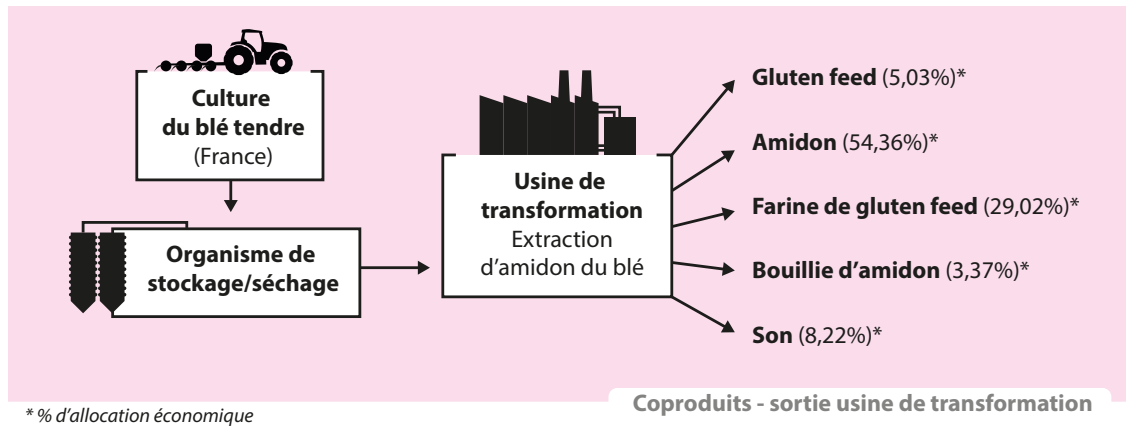 Culture
du blé tendre
(France)
Organisme de
stockage/séchage
Usine de
transformation
Extraction
d'amidon du blé
Gluten feed (5,03%)*
Amidon (54,36%)*
Farine de gluten feed (29,02%)*
Bouillie d'amidon (3,37%)*
Son (8,22%)*
Coproduits - sortie usine de transformation
* % d'allocation économique